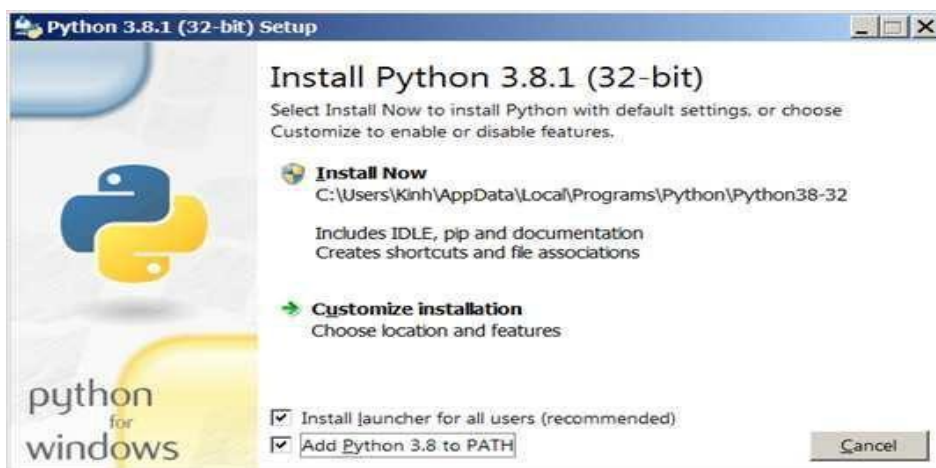 Python 3.8.1 (32-bit) Setup
Install Python 3.8.1 (32-bit)
Select Install Now to install Python with default settings, or choose
Customize to enable or disable features.
Install Now
C:\Users\Kinh\AppData\Local\Programs\Python\Python38-32
Includes IDLE, pip and documentation
Creates shortcuts and file associations
Customize installation
Choose location and features
python
for
windows
Install launcher for all users (recommended)
Add Python 3.8 to PATH
Cancel